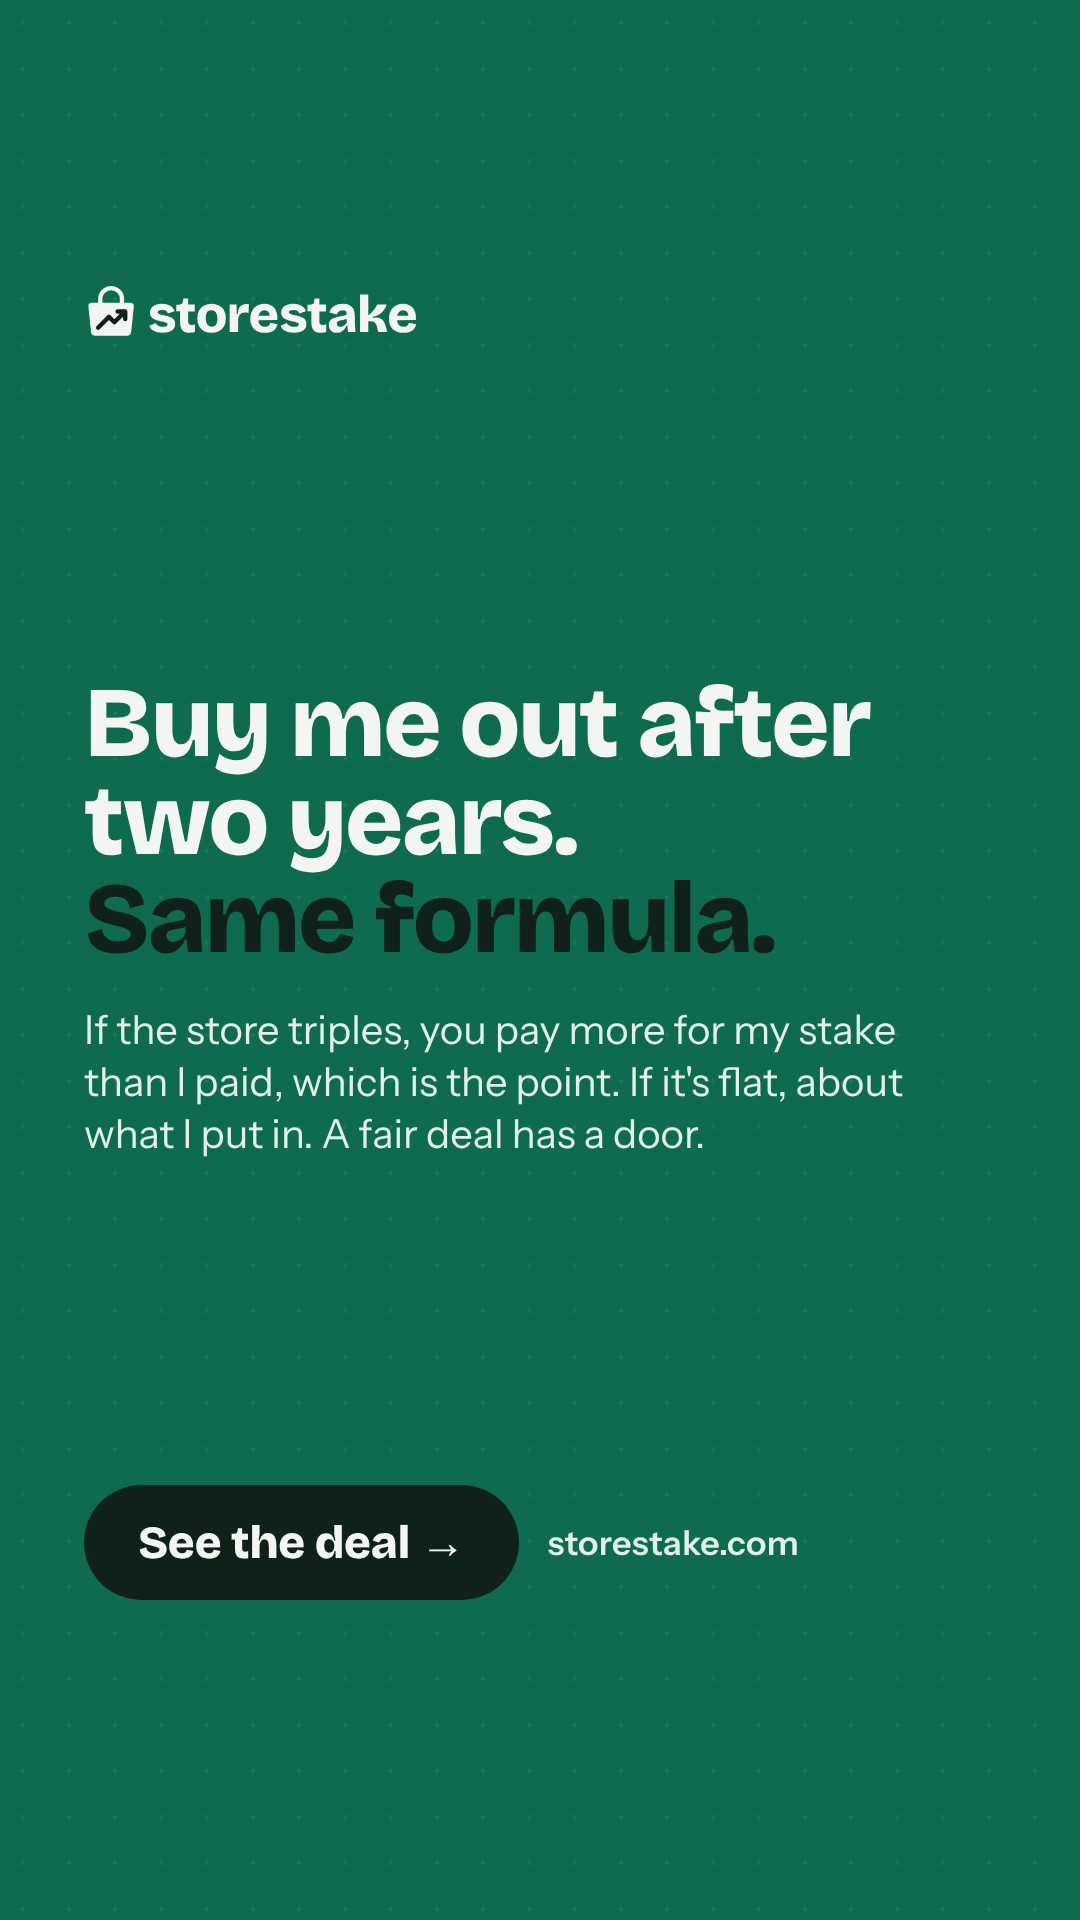 storestake
Buy me out after
two years.
Same formula.
If the store triples, you pay more for my stake
than I paid, which is the point. If it's flat, about
what I put in. A fair deal has a door.
See the deal →
storestake.com